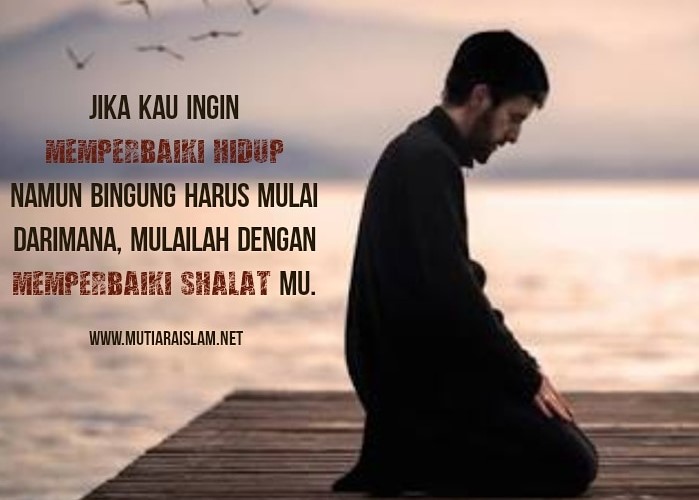 JIKA KAU INGIN
MEMPERBAIKI HIDUP
NAMUN BINGUNG HARUS MULAI
DARIMANA, MULAILAH DENGAN
MEMPERBAIKI SHALAT MU.
WWW.MUTIARAISLAM.NET